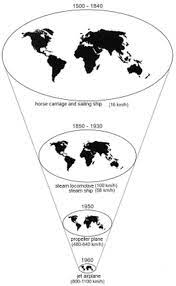 1500 - 1840
horse carriage and sailing ship (16 km/h)
1850 - 1930
steam locomotive (100 km/h)
steam ship (58 km/h)
1950
propeller plane
(480-640 km/h)
1960
jet airplane
(800-1100 km/h)